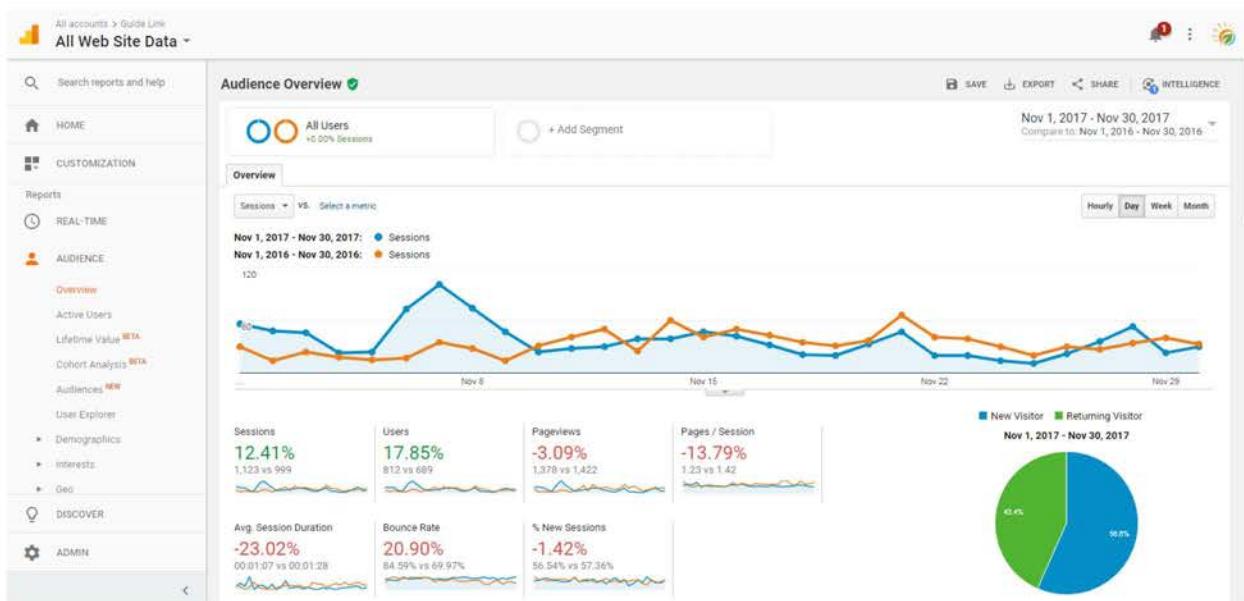 All accounts > Guide Link
All Web Site Data
1
Search reports and help
HOME
CUSTOMIZATION
Reports
REAL-TIME
AUDIENCE
Overview
Active Users
Lifetime Value BETA
Cohort Analysis BETA
Audiences NEW
User Explorer
Demographics
Interests
Geo
DISCOVER
ADMIN
Audience Overview
SAVE
EXPORT
SHARE
INTELLIGENCE
All Users
+0.00% Sessions
+ Add Segment
Nov 1, 2017 - Nov 30, 2017
Compare to: Nov 1, 2016 - Nov 30, 2016
Overview
Sessions VS. Select a metric
Hourly Day Week Month
Nov 1, 2017 - Nov 30, 2017: Sessions
Nov 1, 2016 - Nov 30, 2016: Sessions
120
60
... Nov 8 Nov 15 Nov 22 Nov 29
Sessions
12.41%
1,123 vs 999
Users
17.85%
812 vs 689
Pageviews
-3.09%
1,378 vs 1,422
Pages / Session
-13.79%
1.23 vs 1.42
Avg. Session Duration
-23.02%
00:01:07 vs 00:01:28
Bounce Rate
20.90%
84.59% vs 69.97%
% New Sessions
-1.42%
56.54% vs 57.36%
New Visitor Returning Visitor
Nov 1, 2017 - Nov 30, 2017